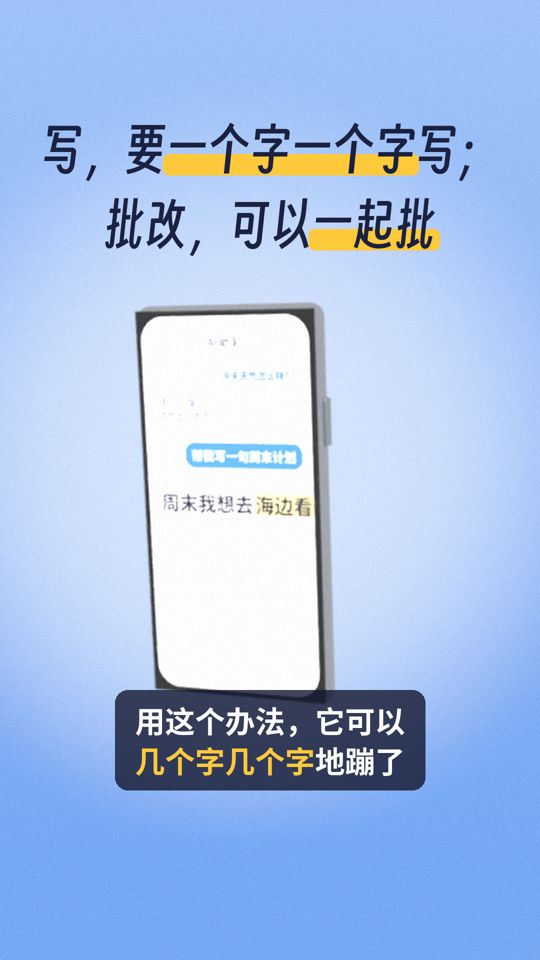 写，要一个字一个字写；
批改，可以一起批
帮我写一句周末计划
周末我想去海边看
用这个办法，它可以
几个字几个字地蹦了